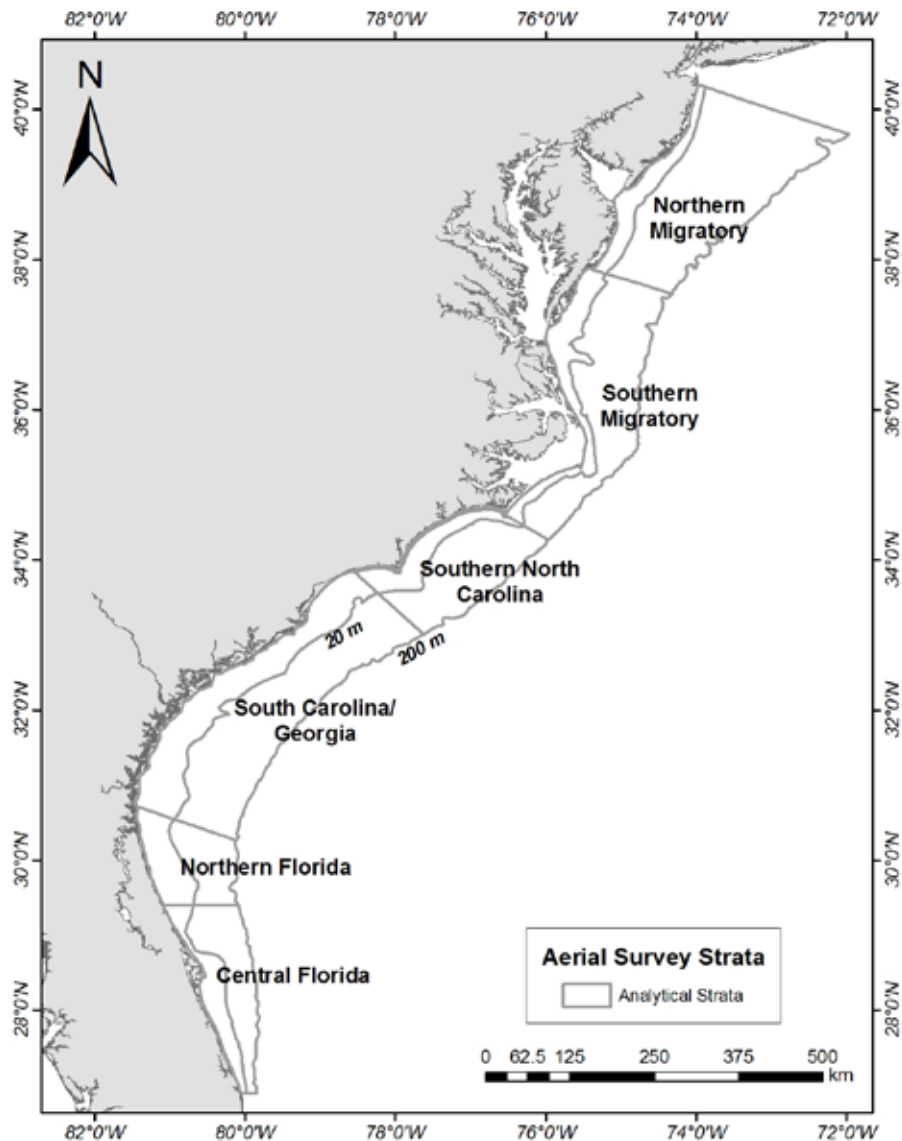 82°0'W 80°0'W 78°0'W 76°0'W 74°0'W 72°0'W
N
40°0'N 40°0'N
Northern
Migratory
38°0'N 38°0'N
Southern
Migratory
36°0'N 36°0'N
34°0'N 34°0'N
Southern North
Carolina
20 m
200 m
32°0'N 32°0'N
South Carolina/
Georgia
30°0'N 30°0'N
Northern Florida
Central Florida
28°0'N 28°0'N
Aerial Survey Strata
Analytical Strata
0 62.5 125 250 375 500
km
82°0'W 80°0'W 78°0'W 76°0'W 74°0'W 72°0'W